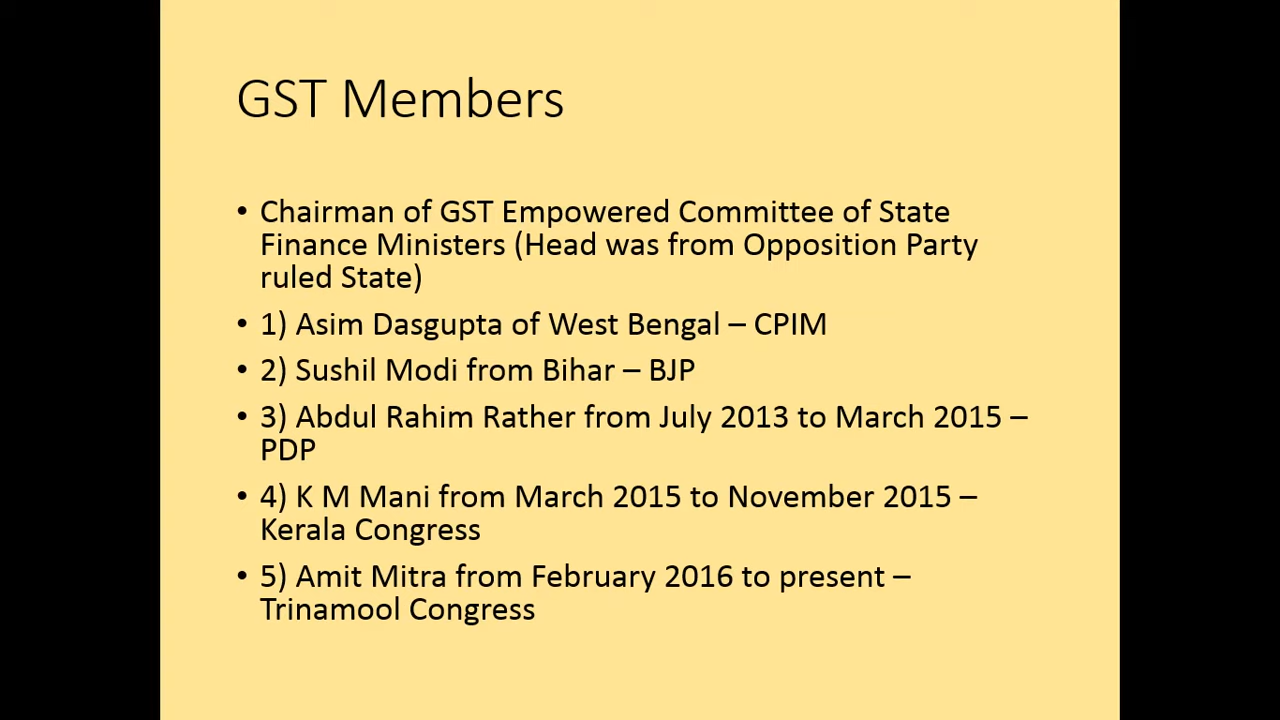 GST Members
• Chairman of GST Empowered Committee of State
Finance Ministers (Head was from Opposition Party
ruled State)
• 1) Asim Dasgupta of West Bengal – CPIM
• 2) Sushil Modi from Bihar – BJP
• 3) Abdul Rahim Rather from July 2013 to March 2015 –
PDP
• 4) K M Mani from March 2015 to November 2015 –
Kerala Congress
• 5) Amit Mitra from February 2016 to present –
Trinamool Congress